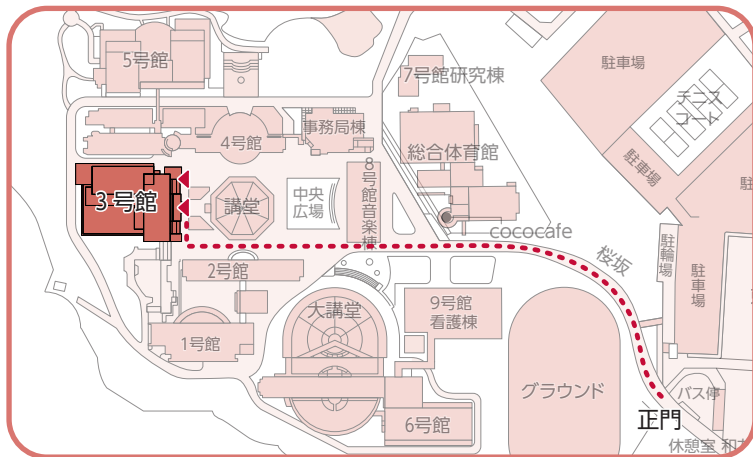 5号館
7号館研究棟
駐車場
テニス
コート
4号館
事務局棟
総合体育館
駐車場
3号館
講堂
中央
広場
8号館音楽棟
cococafe
桜坂
駐輪場
駐車場
2号館
大講堂
9号館
看護棟
1号館
グラウンド
バス停
6号館
正門
休憩室